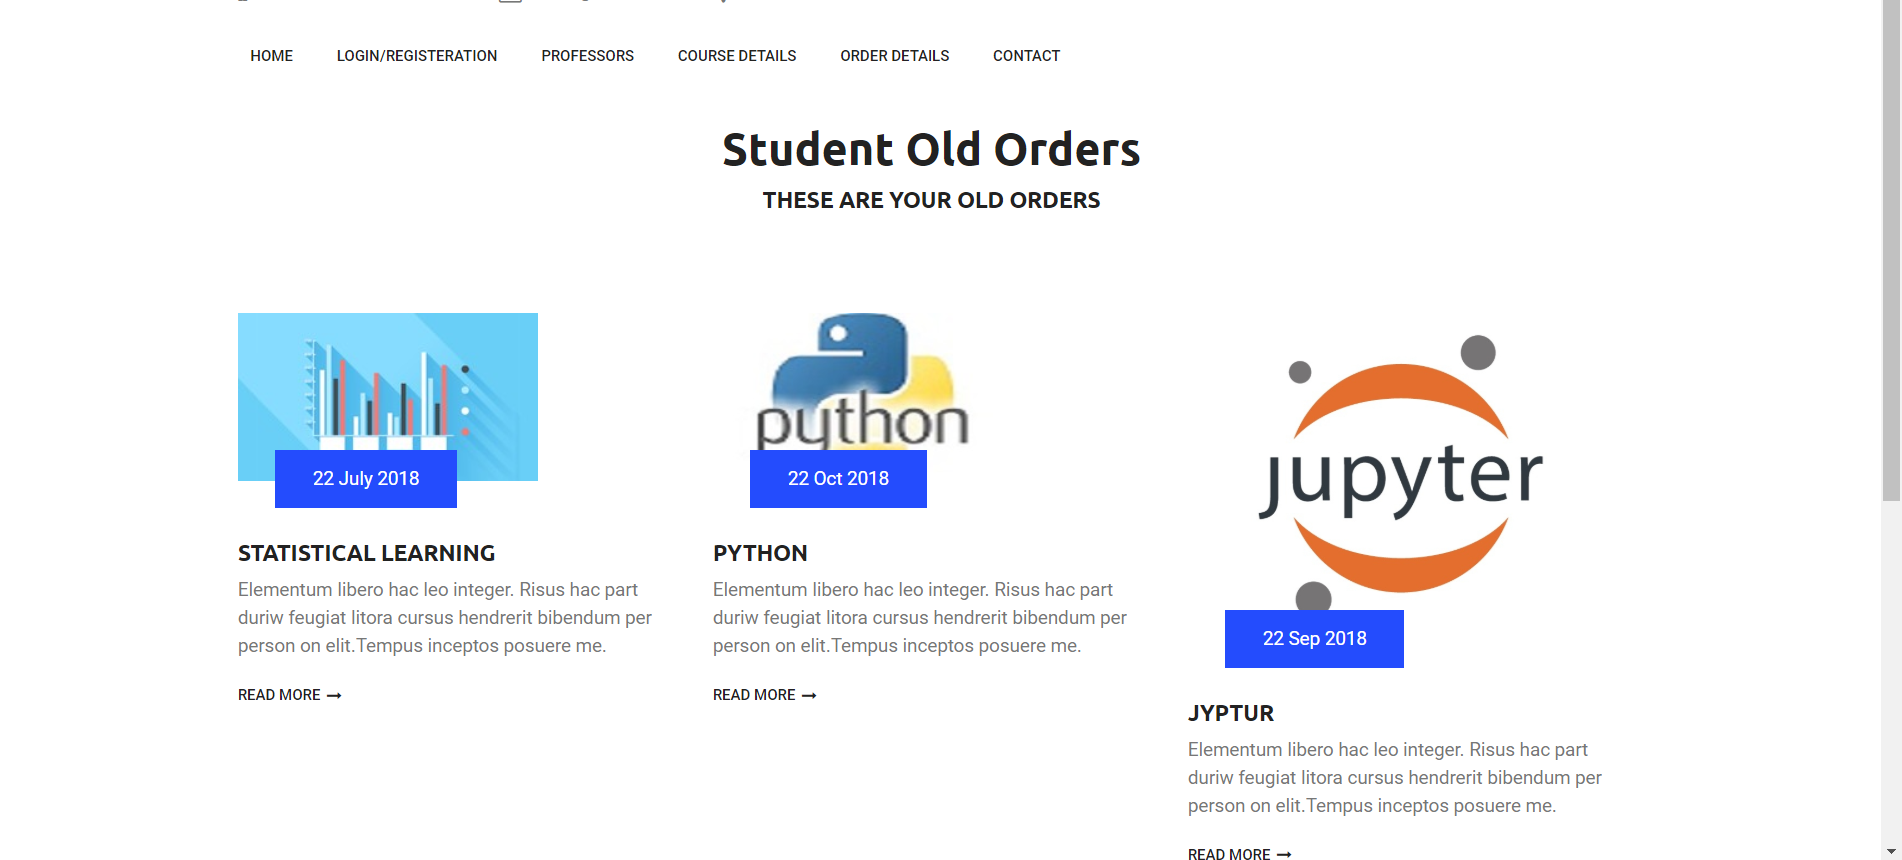 HOME LOGIN/REGISTERATION PROFESSORS COURSE DETAILS ORDER DETAILS CONTACT
Student Old Orders
THESE ARE YOUR OLD ORDERS
22 July 2018
STATISTICAL LEARNING
Elementum libero hac leo integer. Risus hac part
duriw feugiat litora cursus hendrerit bibendum per
person on elit.Tempus inceptos posuere me.
READ MORE
python
22 Oct 2018
PYTHON
Elementum libero hac leo integer. Risus hac part
duriw feugiat litora cursus hendrerit bibendum per
person on elit.Tempus inceptos posuere me.
READ MORE
jupyter
22 Sep 2018
JYPTUR
Elementum libero hac leo integer. Risus hac part
duriw feugiat litora cursus hendrerit bibendum per
person on elit.Tempus inceptos posuere me.
READ MORE